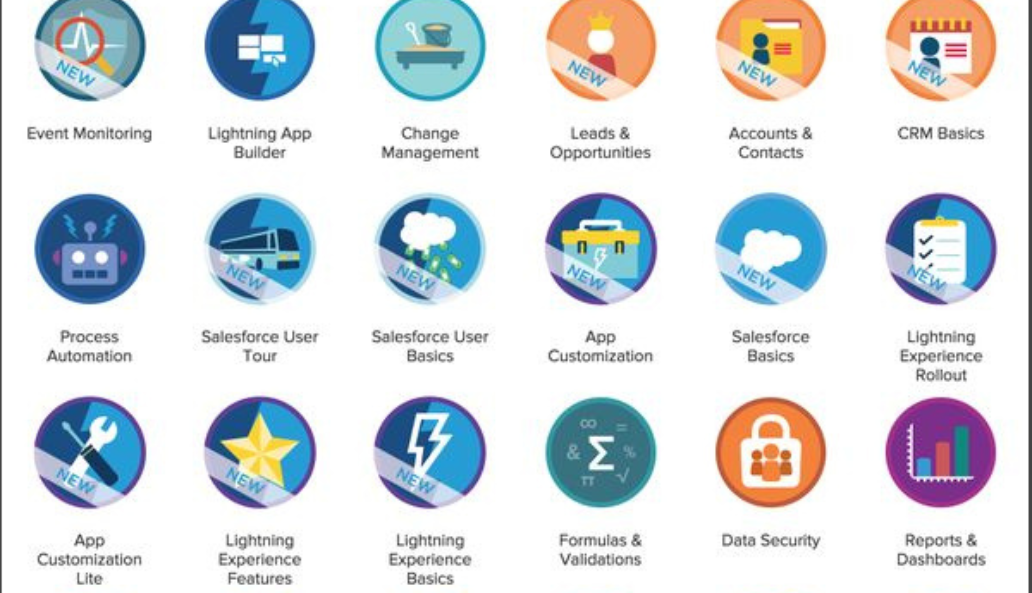 NEW
NEW
NEW
NEW
Event Monitoring
Lightning App
Builder
Change
Management
Leads &
Opportunities
Accounts &
Contacts
CRM Basics
NEW
NEW
NEW
NEW
NEW
Process
Automation
Salesforce User
Tour
Salesforce User
Basics
App
Customization
Salesforce
Basics
Lightning
Experience
Rollout
NEW
NEW
NEW
∞ =
& Σ %
π √
App
Customization
Lite
Lightning
Experience
Features
Lightning
Experience
Basics
Formulas &
Validations
Data Security
Reports &
Dashboards